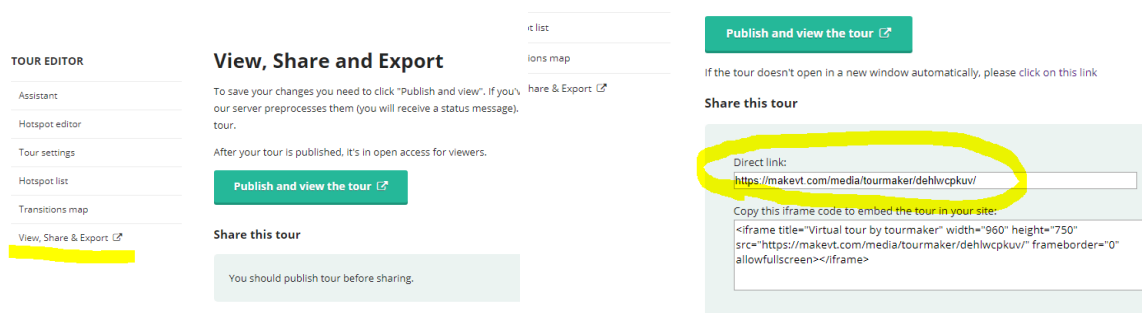 TOUR EDITOR
Assistant
Hotspot editor
Tour settings
Hotspot list
Transitions map
View, Share & Export
View, Share and Export
To save your changes you need to click "Publish and view". If you'v
our server preprocesses them (you will receive a status message).
tour.
After your tour is published, it's in open access for viewers.
Publish and view the tour
Share this tour
You should publish tour before sharing.
t list
ions map
hare & Export
Publish and view the tour
If the tour doesn't open in a new window automatically, please click on this link
Share this tour
Direct link:
https://makevt.com/media/tourmaker/dehlwcpkuv/
Copy this iframe code to embed the tour in your site:
<iframe title="Virtual tour by tourmaker" width="960" height="750"
src="https://makevt.com/media/tourmaker/dehlwcpkuv/" frameborder="0"
allowfullscreen></iframe>